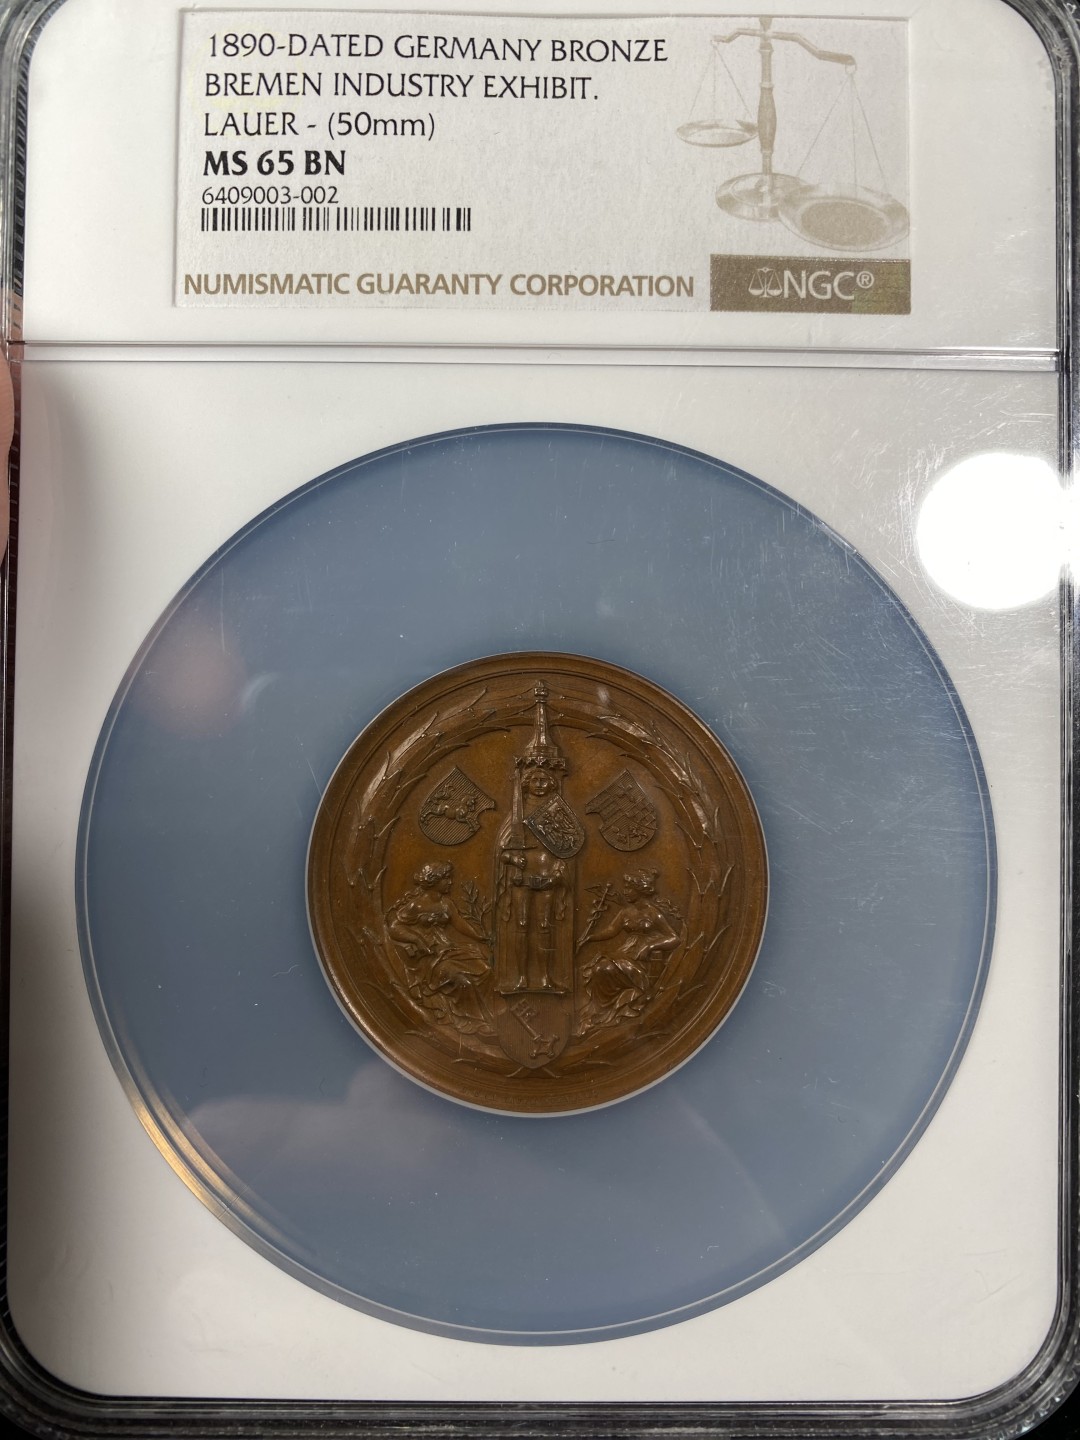 1890-DATED GERMANY BRONZE
BREMEN INDUSTRY EXHIBIT.
LAUER - (50mm)
MS 65 BN
6409003-002
NUMISMATIC GUARANTY CORPORATION
NGC®